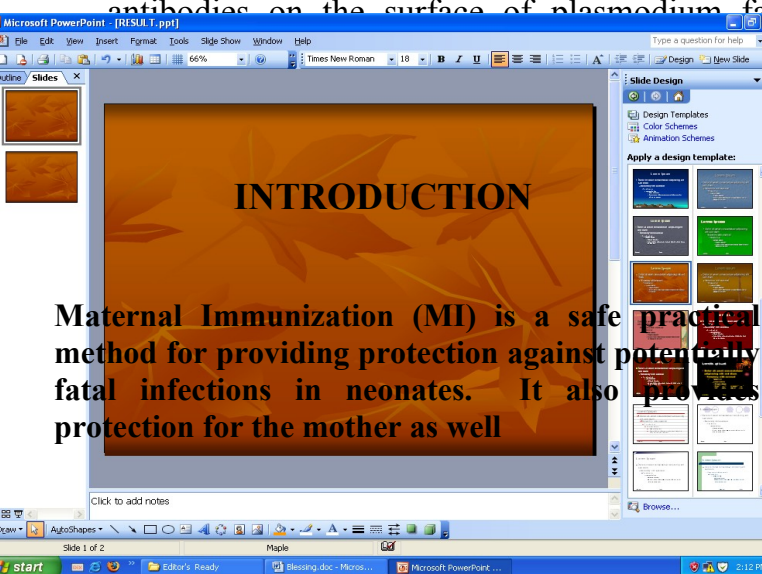 antibodies on the surface of plasmodium fa
Microsoft PowerPoint - [RESULT.ppt]
File Edit View Insert Format Tools Slide Show Window Help Type a question for help
66% Times New Roman 18 B I U Design New Slide
Outline Slides
Slide Design
Design Templates
Color Schemes
Animation Schemes
Apply a design template:
INTRODUCTION
Maternal Immunization (MI) is a safe practical
method for providing protection against potentially
fatal infections in neonates. It also provides
protection for the mother as well
Click to add notes
Browse...
Draw AutoShapes
Slide 1 of 2 Maple
start Editor's Ready Blessing.doc - Micros... Microsoft PowerPoint ... 2:12 PM